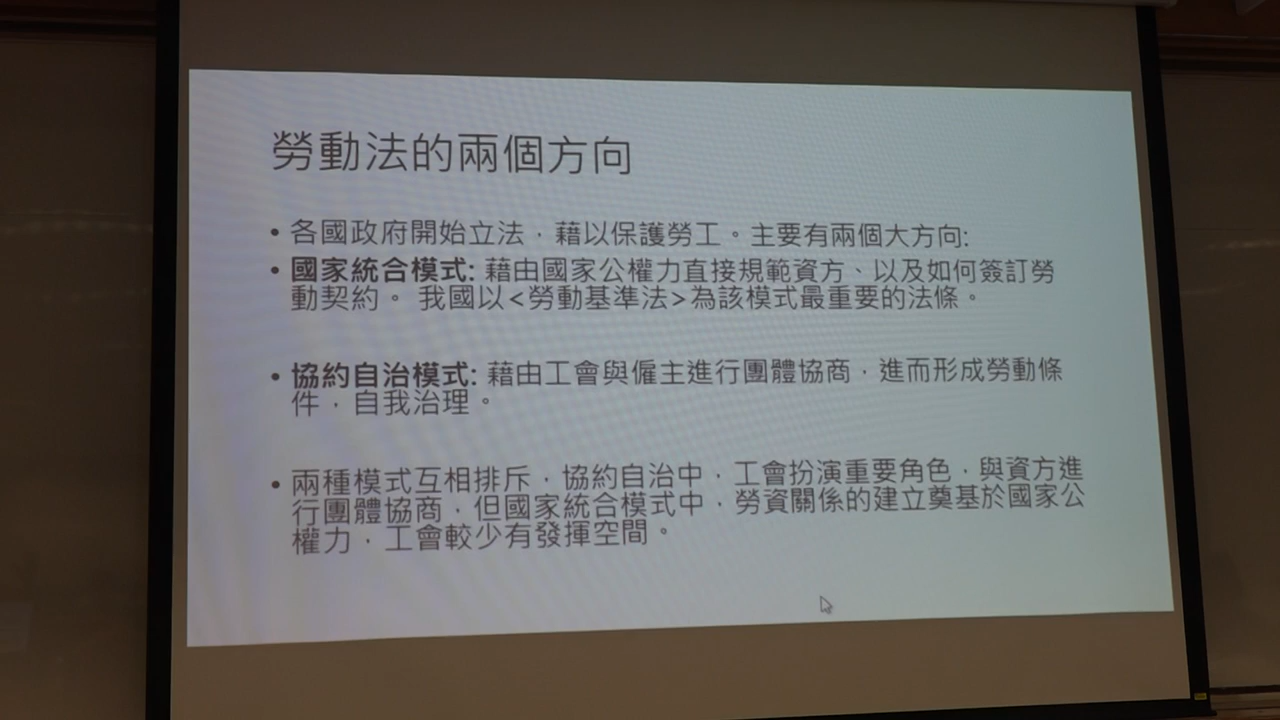 勞動法的兩個方向
• 各國政府開始立法，藉以保護勞工。主要有兩個大方向:
• 國家統合模式: 藉由國家公權力直接規範資方、以及如何簽訂勞
動契約。 我國以<勞動基準法>為該模式最重要的法條。
• 協約自治模式: 藉由工會與僱主進行團體協商，進而形成勞動條
件，自我治理。
• 兩種模式互相排斥，協約自治中，工會扮演重要角色，與資方進
行團體協商，但國家統合模式中，勞資關係的建立奠基於國家公
權力，工會較少有發揮空間。